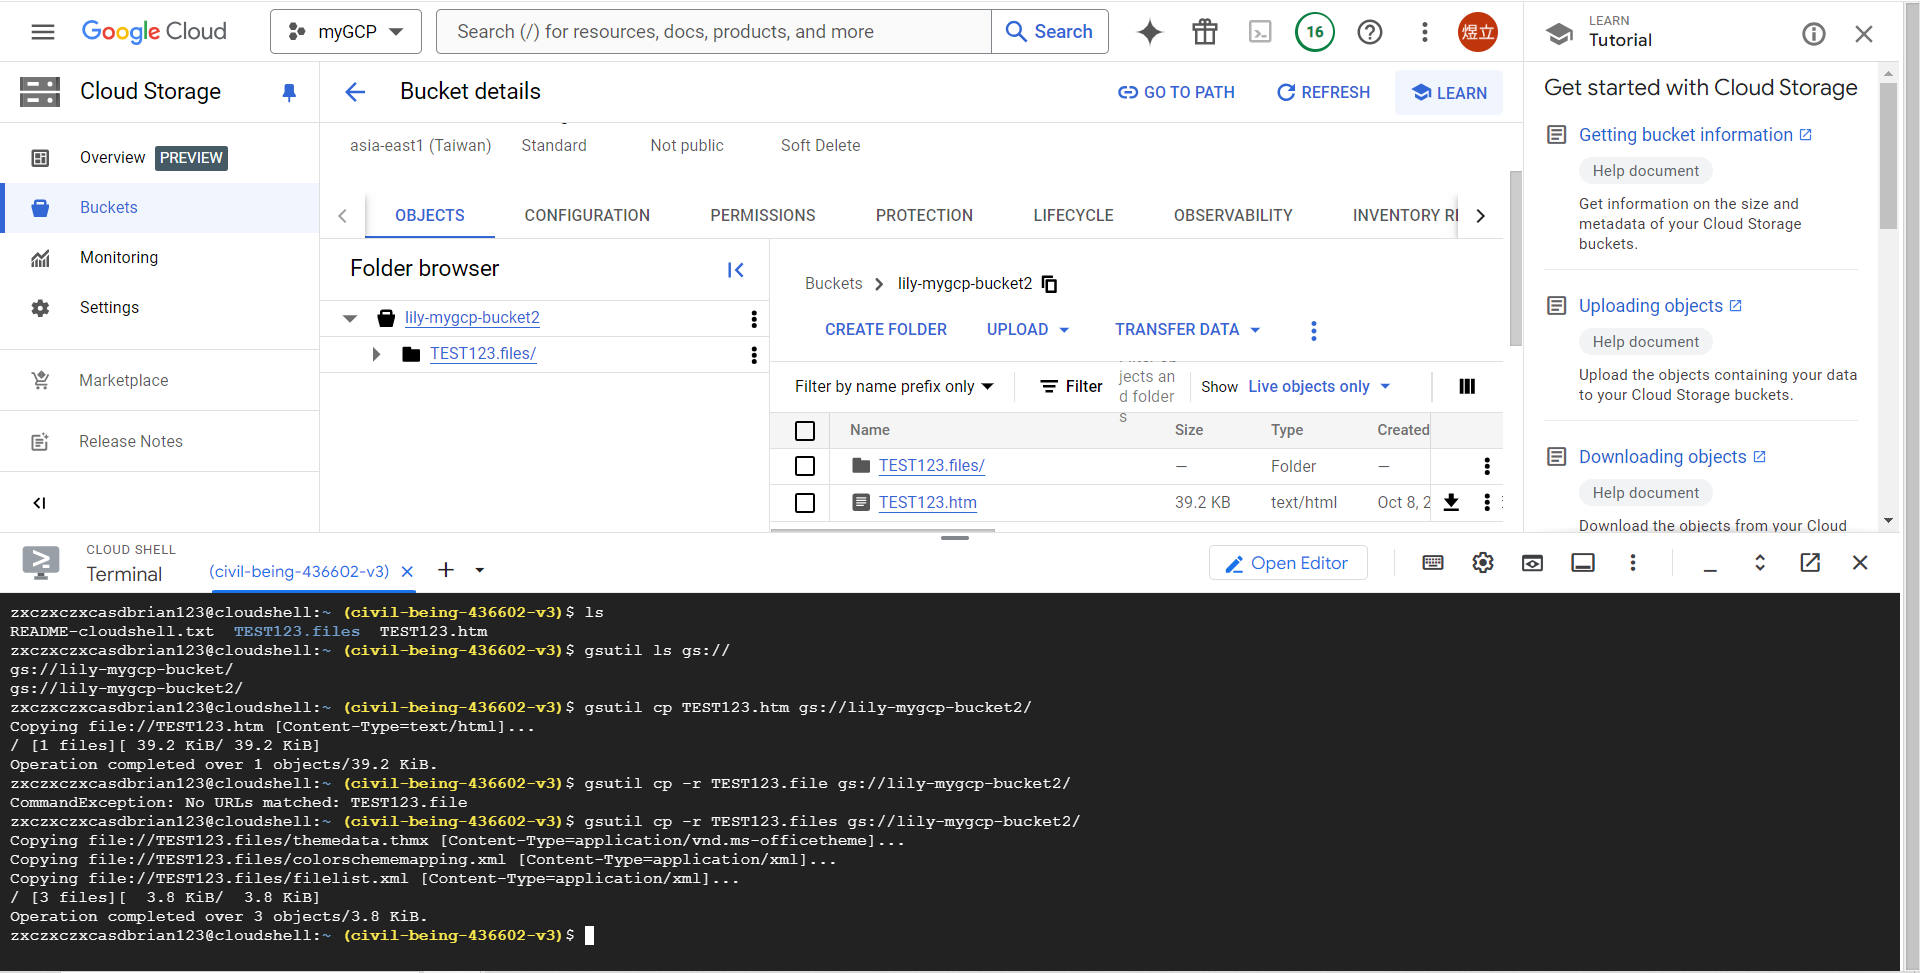 Google Cloud
myGCP
Search (/) for resources, docs, products, and more
Search
16
煜立
LEARN
Tutorial
Cloud Storage
Bucket details
GO TO PATH
REFRESH
LEARN
Get started with Cloud Storage
asia-east1 (Taiwan) Standard Not public Soft Delete
Overview PREVIEW
Buckets
Monitoring
Settings
Marketplace
Release Notes
OBJECTS CONFIGURATION PERMISSIONS PROTECTION LIFECYCLE OBSERVABILITY INVENTORY RE
Folder browser
lily-mygcp-bucket2
TEST123.files/
Buckets > lily-mygcp-bucket2
CREATE FOLDER UPLOAD TRANSFER DATA
Filter by name prefix only
Filter
jects an
d folder
s
Show Live objects only
Name Size Type Created
TEST123.files/ — Folder —
TEST123.htm 39.2 KB text/html Oct 8, 2
Getting bucket information
Help document
Get information on the size and
metadata of your Cloud Storage
buckets.
Uploading objects
Help document
Upload the objects containing your data
to your Cloud Storage buckets.
Downloading objects
Help document
Download the objects from your Cloud
CLOUD SHELL
Terminal
(civil-being-436602-v3)
Open Editor
zxczxczxcasdbrian123@cloudshell:~ (civil-being-436602-v3)$ ls
README-cloudshell.txt TEST123.files TEST123.htm
zxczxczxcasdbrian123@cloudshell:~ (civil-being-436602-v3)$ gsutil ls gs://
gs://lily-mygcp-bucket/
gs://lily-mygcp-bucket2/
zxczxczxcasdbrian123@cloudshell:~ (civil-being-436602-v3)$ gsutil cp TEST123.htm gs://lily-mygcp-bucket2/
Copying file://TEST123.htm [Content-Type=text/html]...
/ [1 files][ 39.2 KiB/ 39.2 KiB]
Operation completed over 1 objects/39.2 KiB.
zxczxczxcasdbrian123@cloudshell:~ (civil-being-436602-v3)$ gsutil cp -r TEST123.file gs://lily-mygcp-bucket2/
CommandException: No URLs matched: TEST123.file
zxczxczxcasdbrian123@cloudshell:~ (civil-being-436602-v3)$ gsutil cp -r TEST123.files gs://lily-mygcp-bucket2/
Copying file://TEST123.files/themedata.thmx [Content-Type=application/vnd.ms-officetheme]...
Copying file://TEST123.files/colorschememapping.xml [Content-Type=application/xml]...
Copying file://TEST123.files/filelist.xml [Content-Type=application/xml]...
/ [3 files][ 3.8 KiB/ 3.8 KiB]
Operation completed over 3 objects/3.8 KiB.
zxczxczxcasdbrian123@cloudshell:~ (civil-being-436602-v3)$